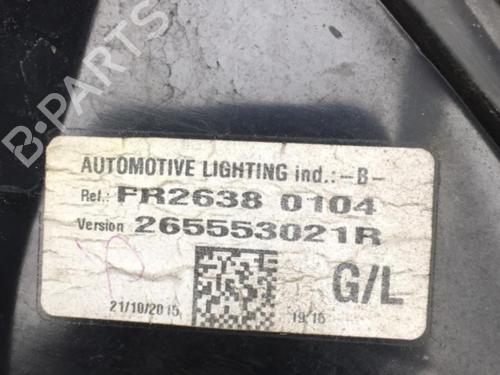 B-PARTS
AUTOMOTIVE LIGHTING ind.: -B-
Ref.: FR2638 0104
Version 265553021R
G/L
21/10/2015 19:15